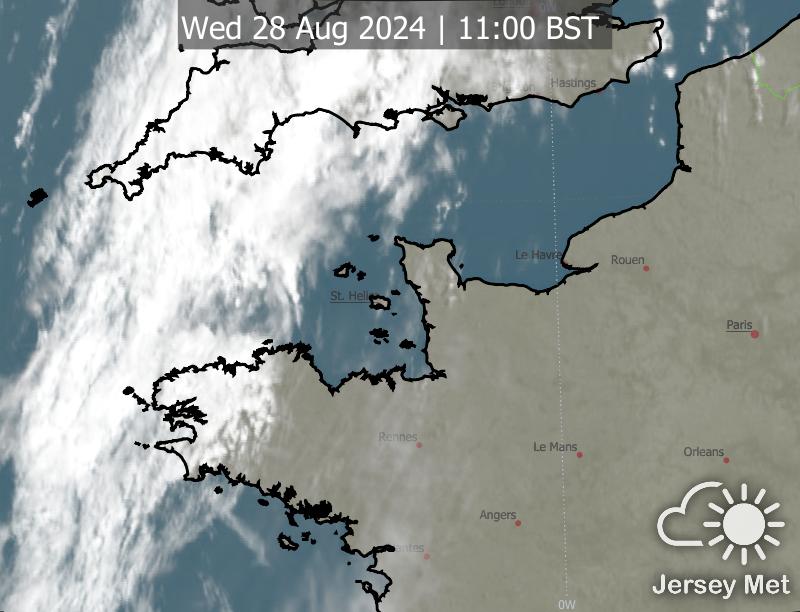 Wed 28 Aug 2024 | 11:00 BST
0W
Hastings
Le Havre
Rouen
St. Helier
Paris
Rennes
Le Mans
Orleans
Angers
0W
Jersey Met